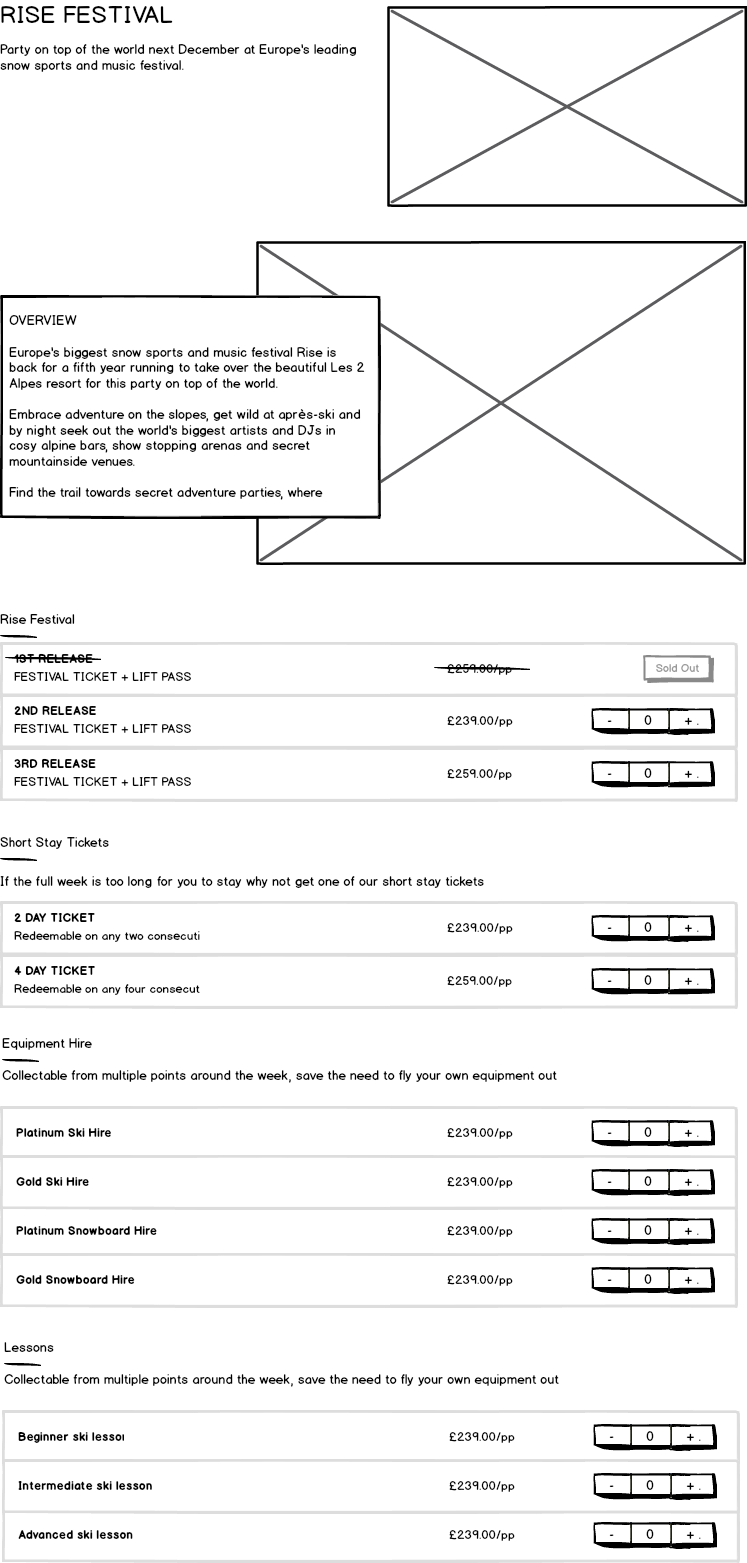 RISE FESTIVAL
Party on top of the world next December at Europe's leading
snow sports and music festival.
OVERVIEW
Europe's biggest snow sports and music festival Rise is
back for a fifth year running to take over the beautiful Les 2
Alpes resort for this party on top of the world.
Embrace adventure on the slopes, get wild at après-ski and
by night seek out the world's biggest artists and DJs in
cosy alpine bars, show stopping arenas and secret
mountainside venues.
Find the trail towards secret adventure parties, where
Rise Festival
1ST RELEASE
FESTIVAL TICKET + LIFT PASS
£259.00/pp
Sold Out
2ND RELEASE
FESTIVAL TICKET + LIFT PASS
£239.00/pp
- 0 + .
3RD RELEASE
FESTIVAL TICKET + LIFT PASS
£259.00/pp
- 0 + .
Short Stay Tickets
If the full week is too long for you to stay why not get one of our short stay tickets
2 DAY TICKET
Redeemable on any two consecuti
£239.00/pp
- 0 + .
4 DAY TICKET
Redeemable on any four consecut
£259.00/pp
- 0 + .
Equipment Hire
Collectable from multiple points around the week, save the need to fly your own equipment out
Platinum Ski Hire £239.00/pp - 0 + .
Gold Ski Hire £239.00/pp - 0 + .
Platinum Snowboard Hire £239.00/pp - 0 + .
Gold Snowboard Hire £239.00/pp - 0 + .
Lessons
Collectable from multiple points around the week, save the need to fly your own equipment out
Beginner ski lesson £239.00/pp - 0 + .
Intermediate ski lesson £239.00/pp - 0 + .
Advanced ski lesson £239.00/pp - 0 + .